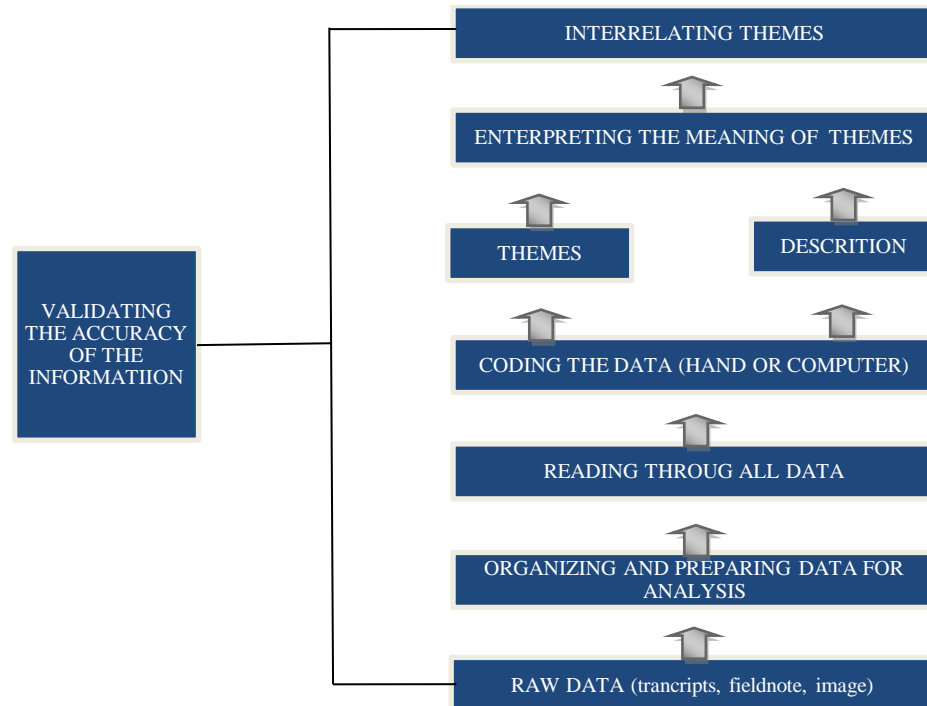 INTERRELATING THEMES
ENTERPRETING THE MEANING OF THEMES
THEMES
DESCRITION
VALIDATING
THE ACCURACY
OF THE
INFORMATIION
CODING THE DATA (HAND OR COMPUTER)
READING THROUG ALL DATA
ORGANIZING AND PREPARING DATA FOR
ANALYSIS
RAW DATA (trancripts, fieldnote, image)